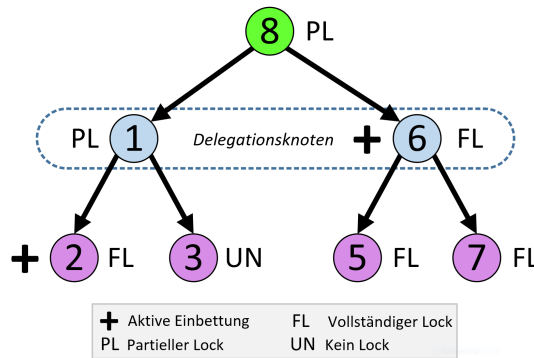 8 PL
PL 1 Delegationsknoten + 6 FL
+ 2 FL 3 UN 5 FL 7 FL
+ Aktive Einbettung FL Vollständiger Lock
PL Partieller Lock UN Kein Lock